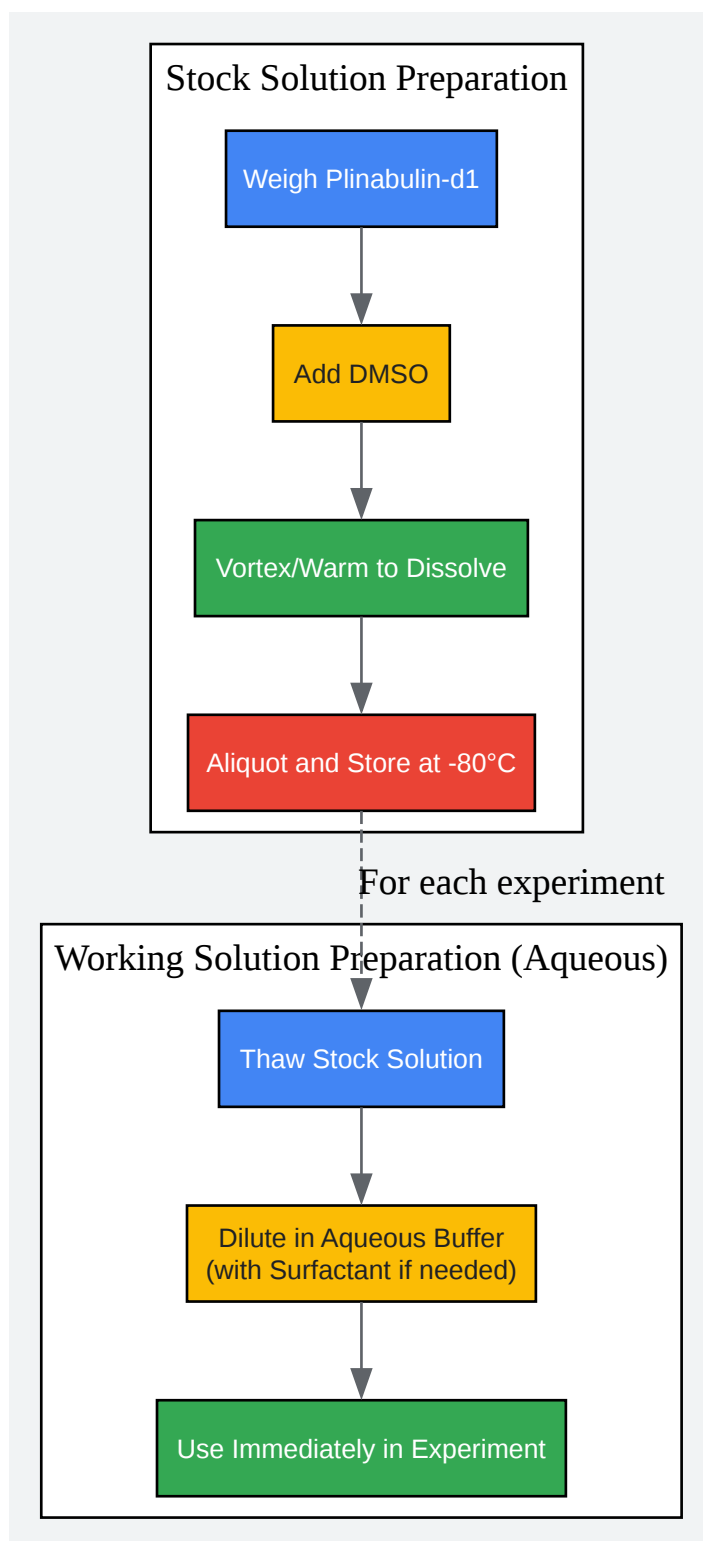 Stock Solution Preparation
Weigh Plinabulin-d1
Add DMSO
Vortex/Warm to Dissolve
Aliquot and Store at -80°C
For each experiment
Working Solution Preparation (Aqueous)
Thaw Stock Solution
Dilute in Aqueous Buffer
(with Surfactant if needed)
Use Immediately in Experiment